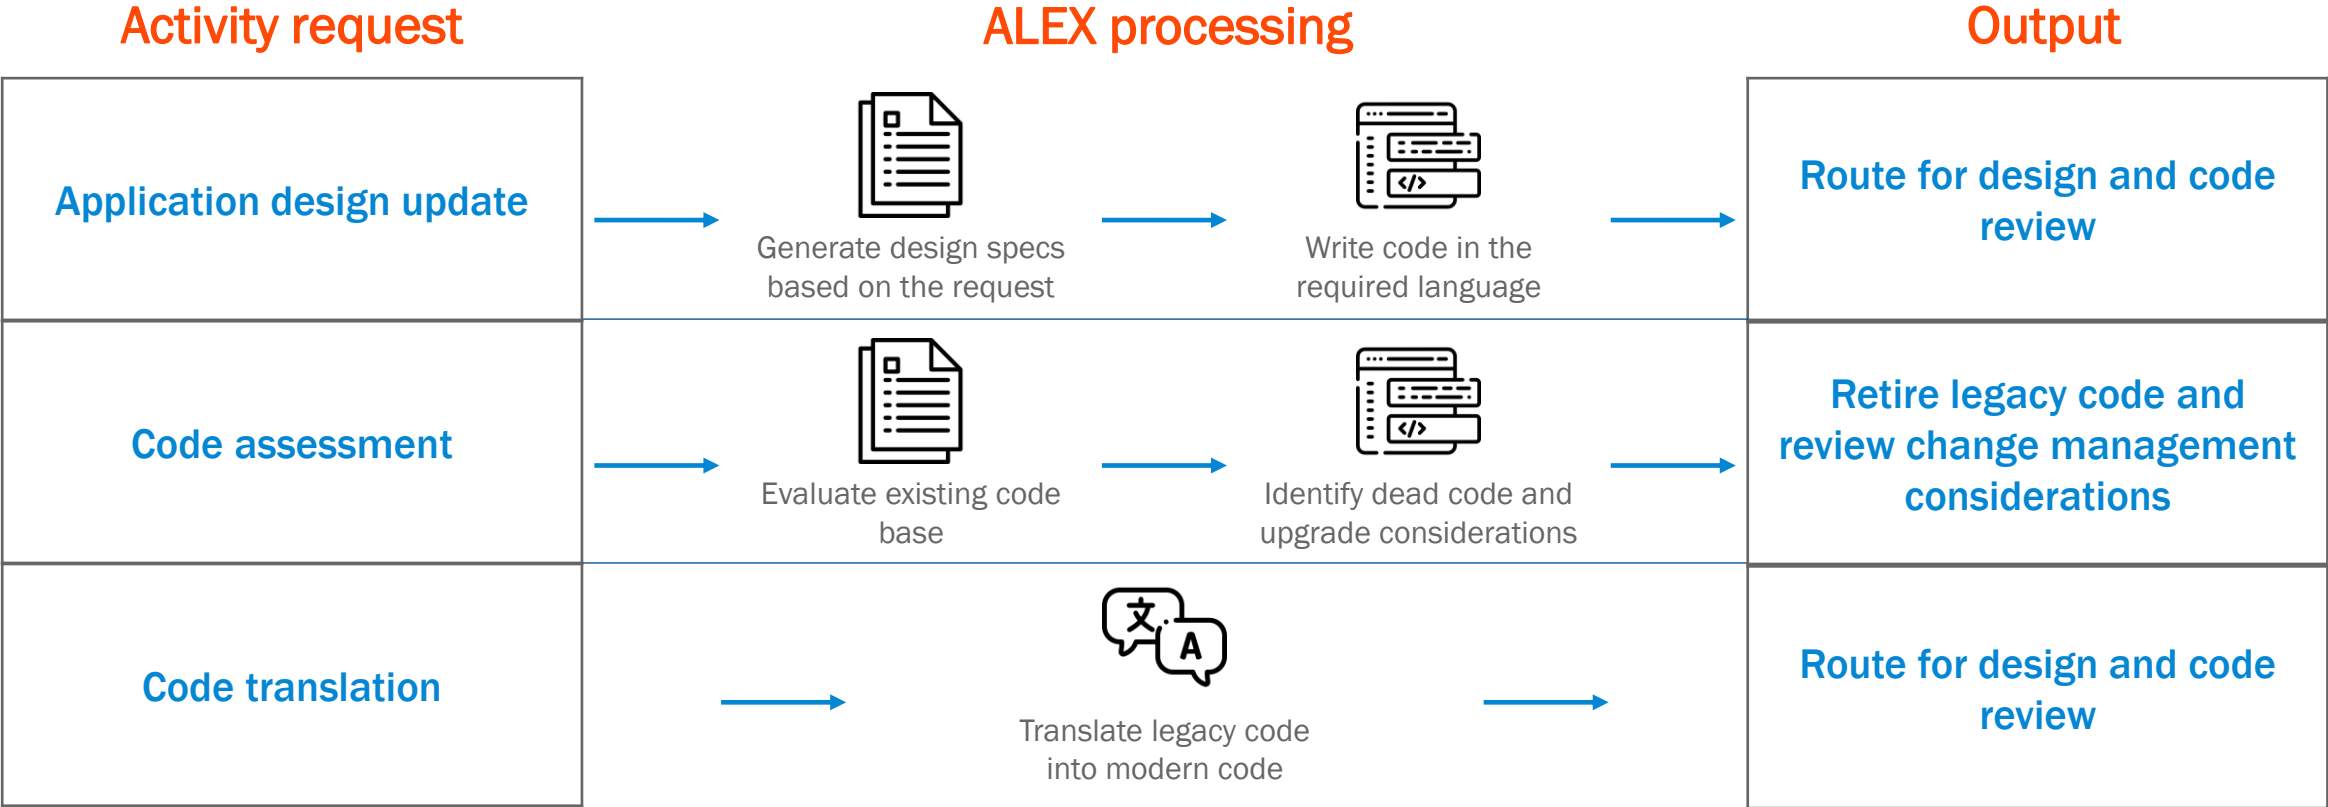 Activity request
ALEX processing
Output
Application design update
Generate design specs
based on the request
Write code in the
required language
</>
Route for design and code
review
Code assessment
Evaluate existing code
base
Identify dead code and
upgrade considerations
</>
Retire legacy code and
review change management
considerations
Code translation
文
A
Translate legacy code
into modern code
Route for design and code
review